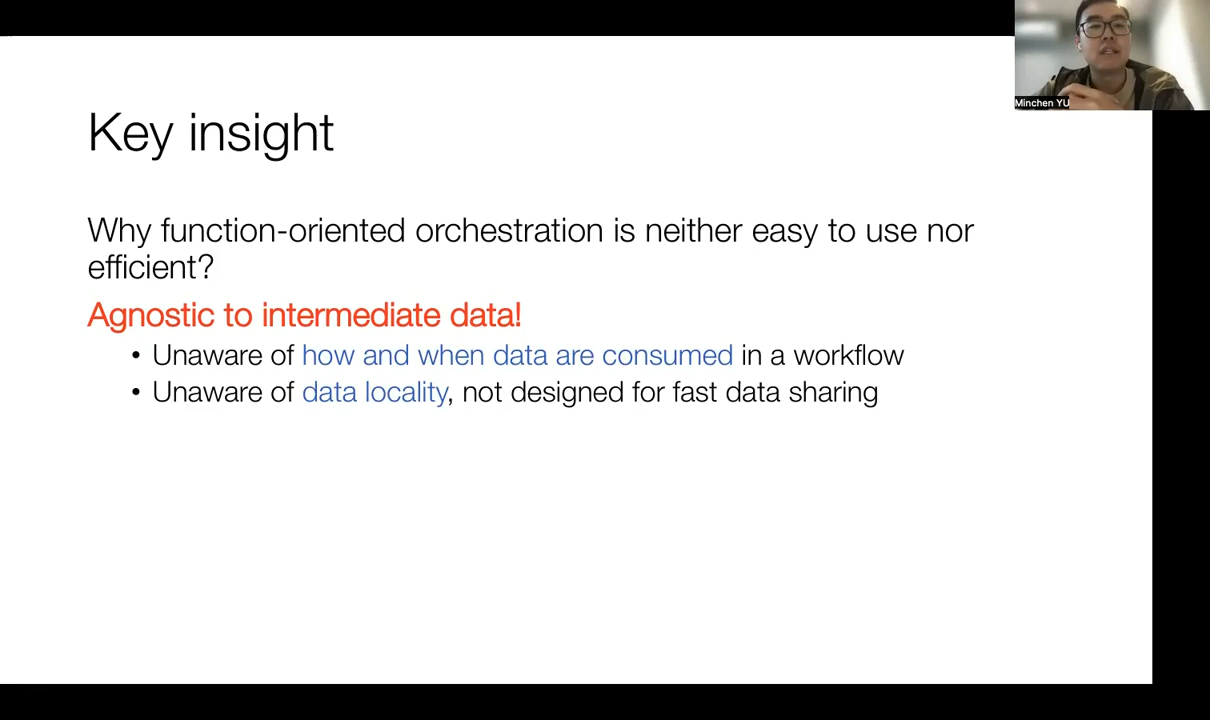 Minchen YU
Key insight
Why function-oriented orchestration is neither easy to use nor
efficient?
Agnostic to intermediate data!
• Unaware of how and when data are consumed in a workflow
• Unaware of data locality, not designed for fast data sharing